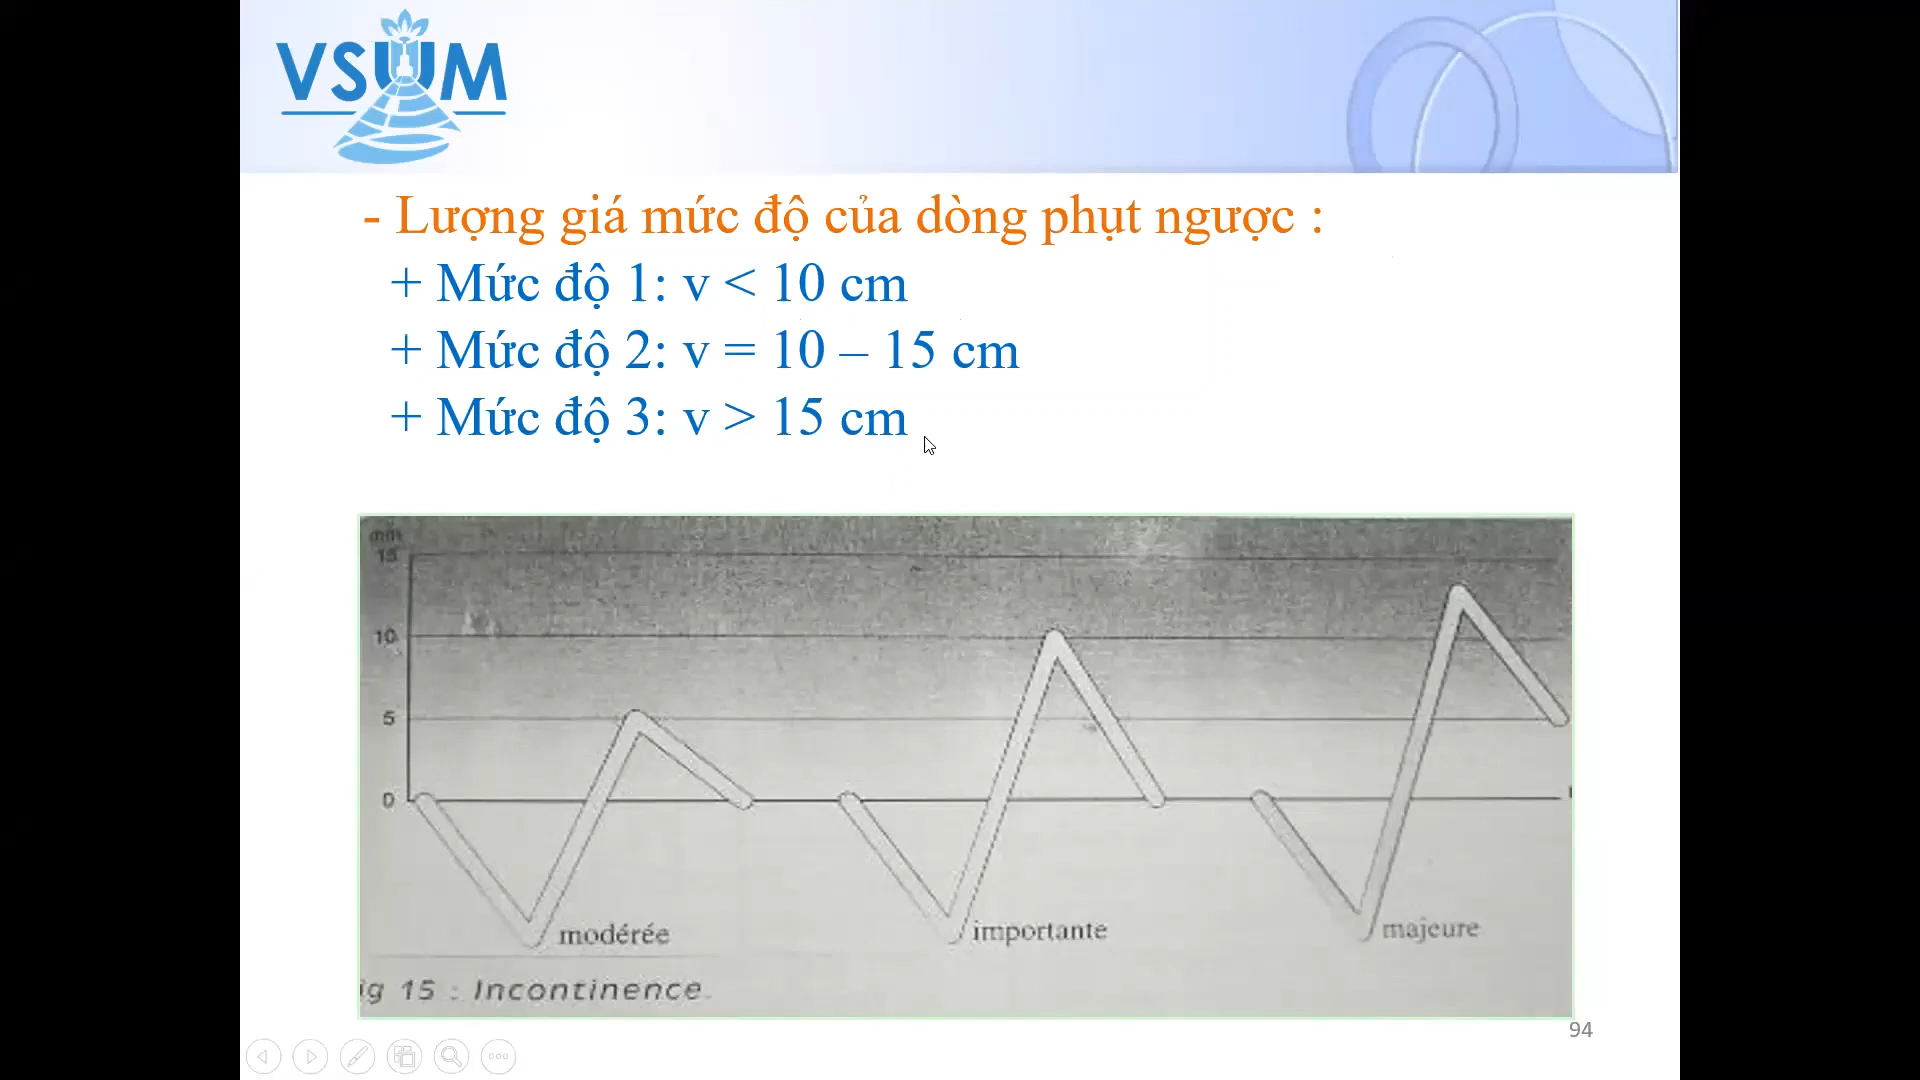 VSUM
- Lượng giá mức độ của dòng phụt ngược :
+ Mức độ 1: v < 10 cm
+ Mức độ 2: v = 10 – 15 cm
+ Mức độ 3: v > 15 cm
mm
15
10
5
0
modérée
importante
majeure
ig 15 : Incontinence
94